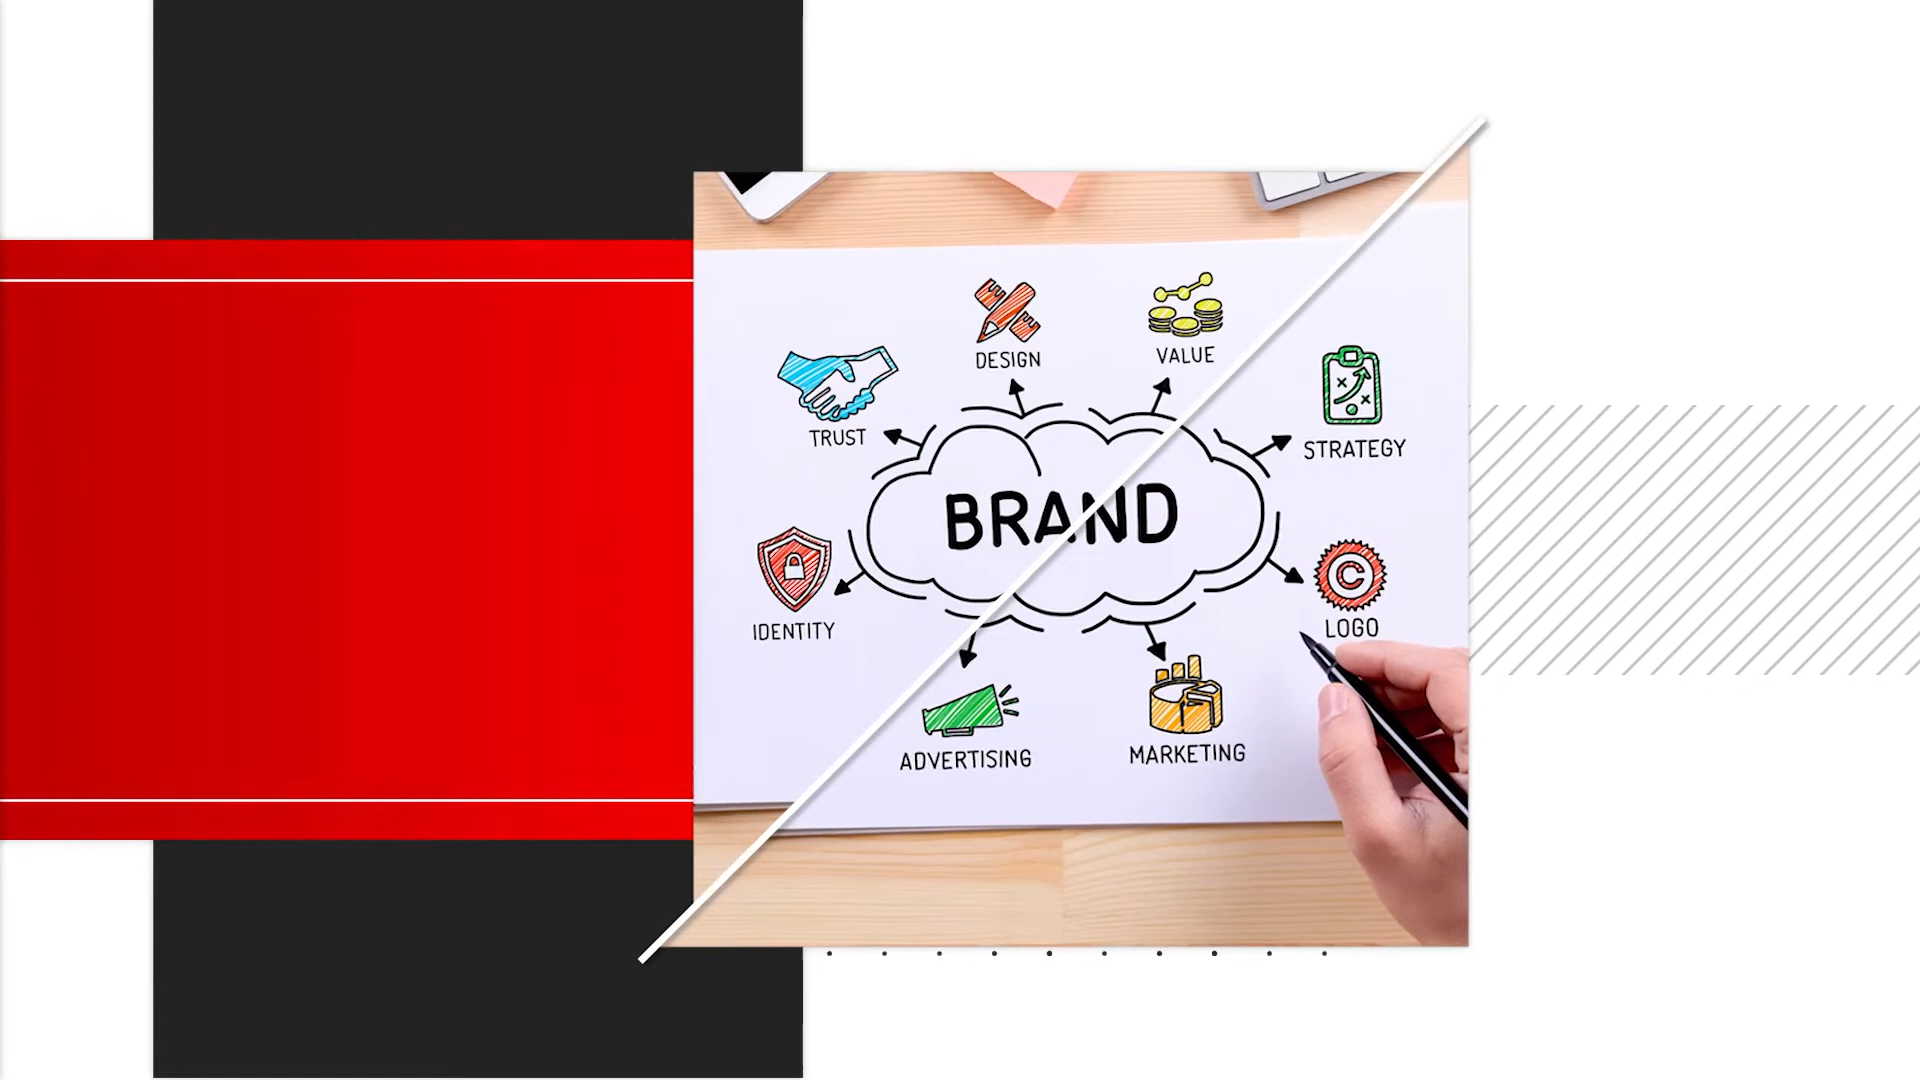 DESIGN
VALUE
TRUST
STRATEGY
BRAND
IDENTITY
LOGO
ADVERTISING
MARKETING